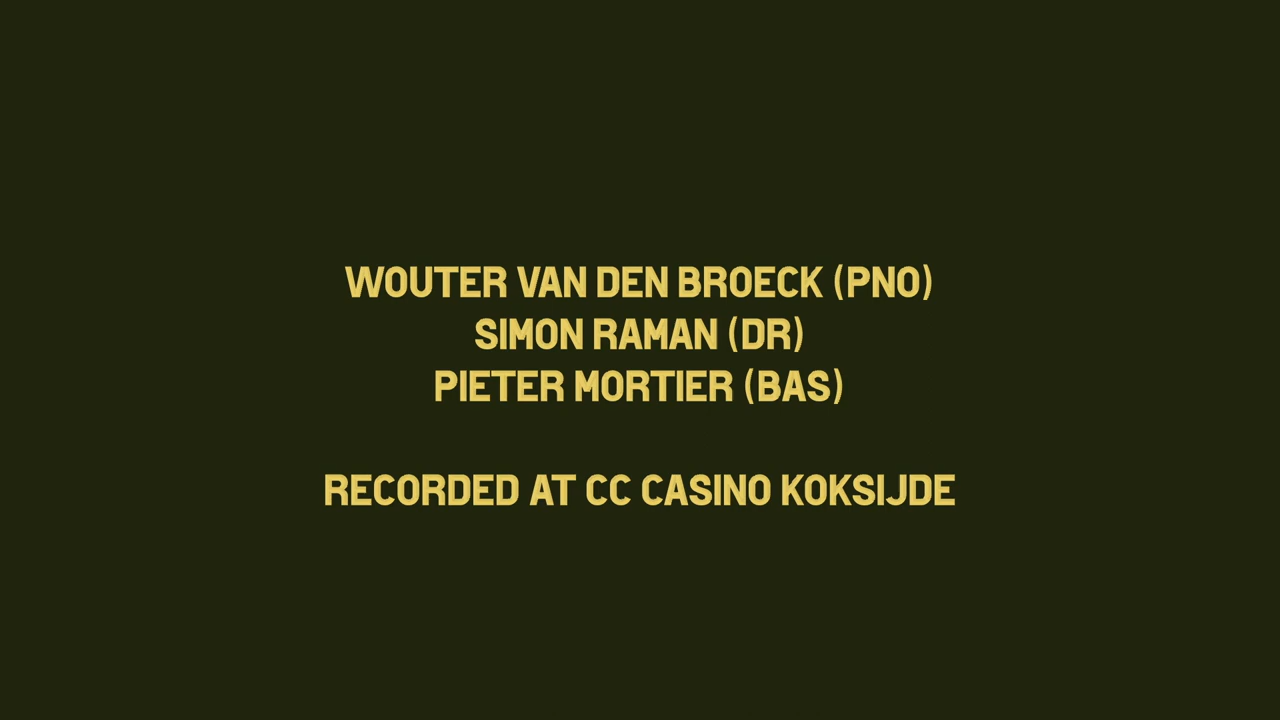 WOUTER VAN DEN BROECK (PNO)
SIMON RAMAN (DR)
PIETER MORTIER (BAS)
RECORDED AT CC CASINO KOKSIJDE